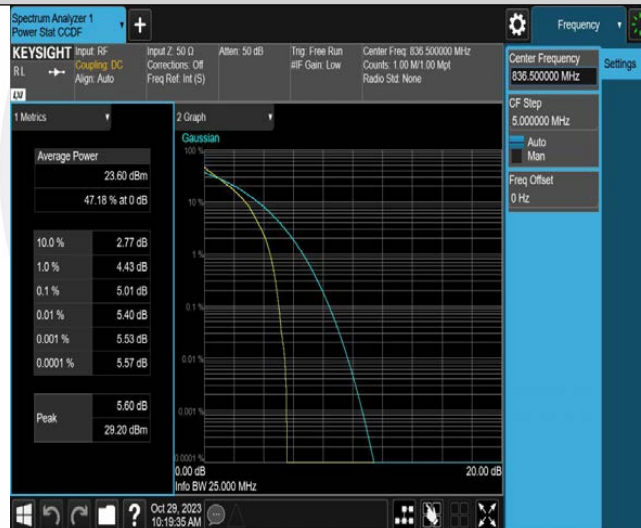 Spectrum Analyzer 1
Power Stat CCDF
Frequency
KEYSIGHT
RL
LXI
Input: RF
Coupling: DC
Align: Auto
Input Z: 50 Ω
Corrections: Off
Freq Ref: Int (S)
Atten: 50 dB
Trig: Free Run
#IF Gain: Low
Center Freq: 836.500000 MHz
Counts: 1.00 M/1.00 Mpt
Radio Std: None
1 Metrics
Average Power
23.60 dBm
47.18 % at 0 dB
10.0 % 2.77 dB
1.0 % 4.43 dB
0.1 % 5.01 dB
0.01 % 5.40 dB
0.001 % 5.53 dB
0.0001 % 5.57 dB
Peak
5.60 dB
29.20 dBm
2 Graph
Gaussian
100 %
10 %
1 %
0.1 %
0.01 %
0.001 %
0.0001 %
0.00 dB 20.00 dB
Info BW 25.000 MHz
Center Frequency
836.500000 MHz
Settings
CF Step
5.000000 MHz
Auto
Man
Freq Offset
0 Hz
?
Oct 29, 2023
10:19:35 AM